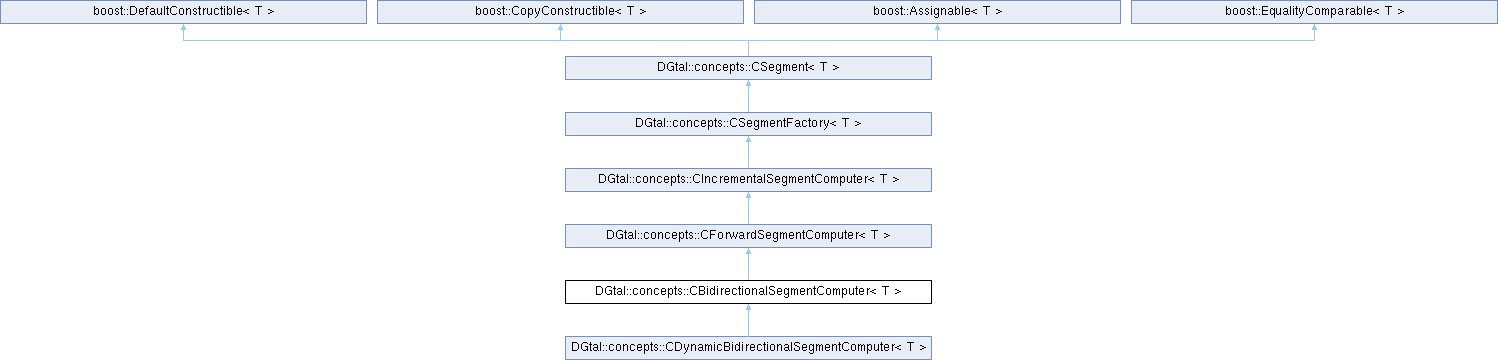 boost::DefaultConstructible< T >
boost::CopyConstructible< T >
boost::Assignable< T >
boost::EqualityComparable< T >
DGtal::concepts::CSegment< T >
DGtal::concepts::CSegmentFactory< T >
DGtal::concepts::CIncrementalSegmentComputer< T >
DGtal::concepts::CForwardSegmentComputer< T >
DGtal::concepts::CBidirectionalSegmentComputer< T >
DGtal::concepts::CDynamicBidirectionalSegmentComputer< T >